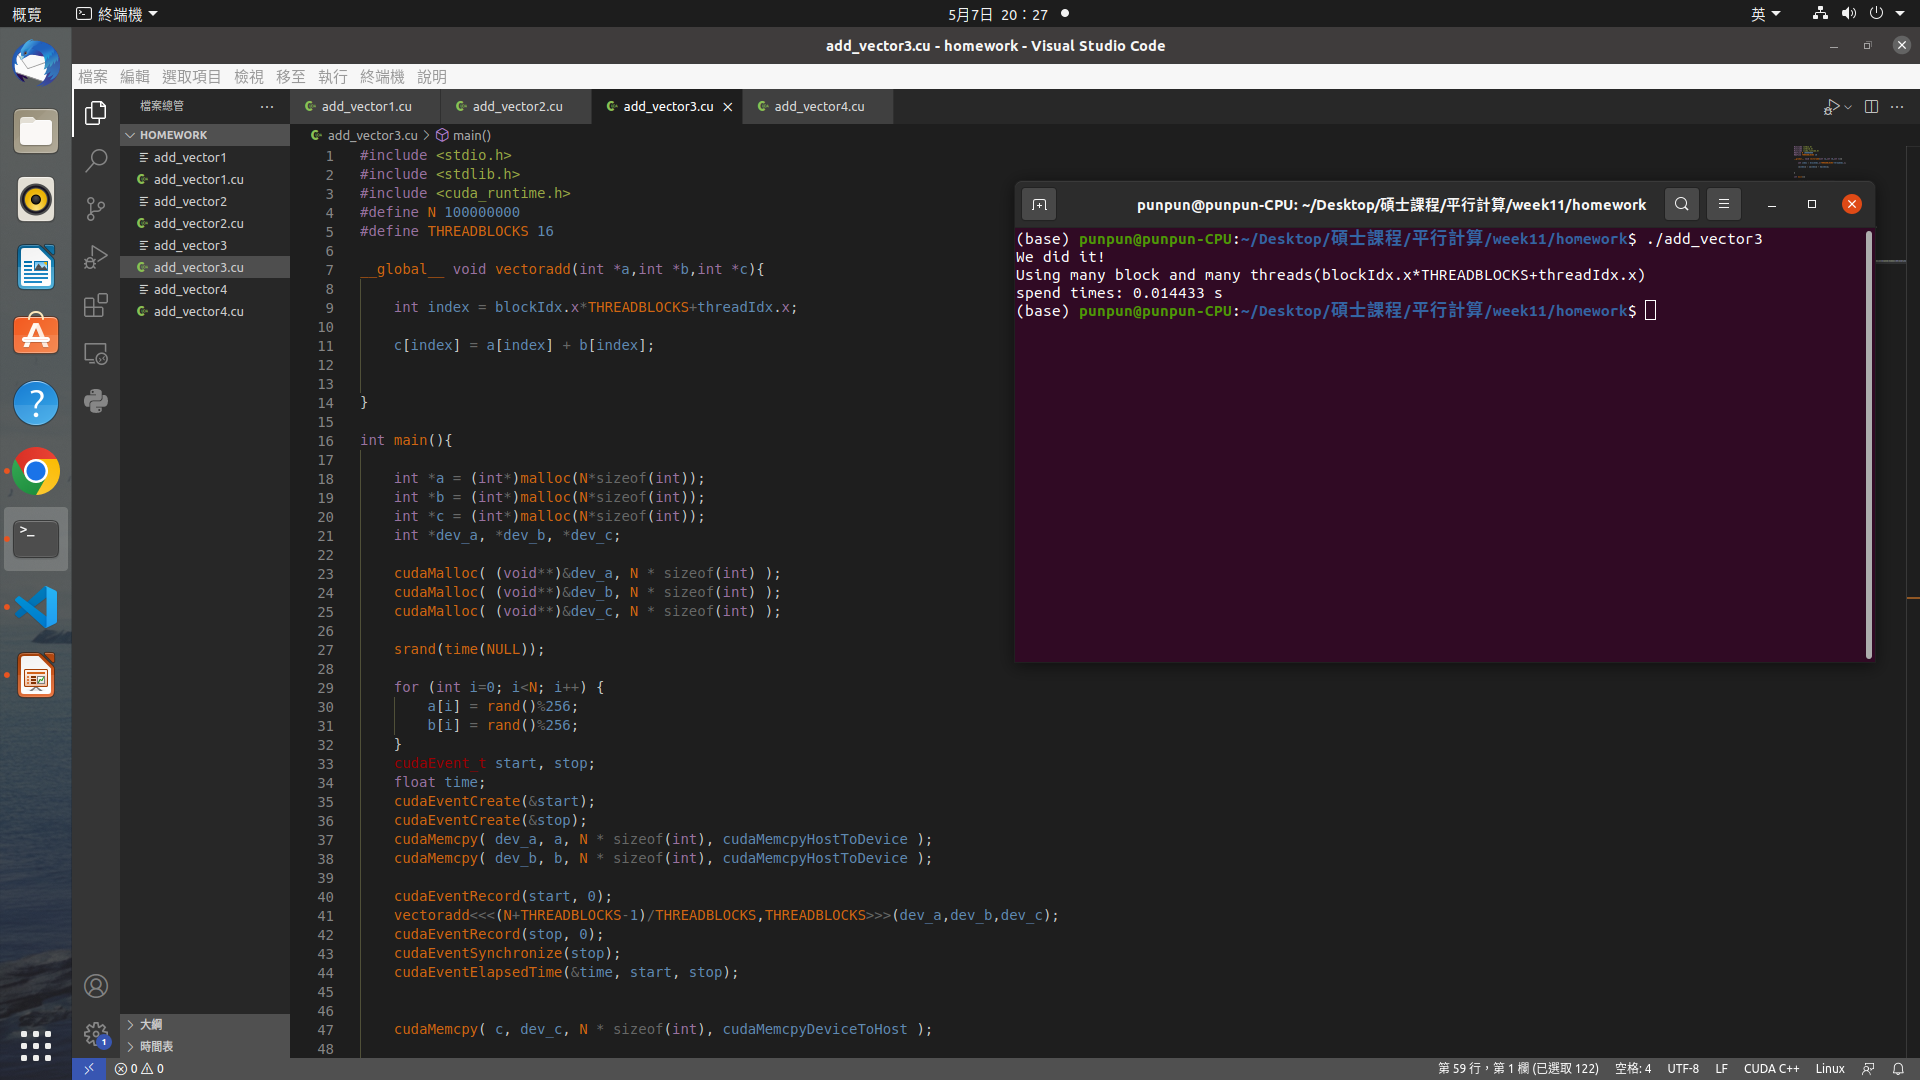 概覽
終端機
5月7日 20：27
英
add_vector3.cu - homework - Visual Studio Code
檔案 編輯 選取項目 檢視 移至 執行 終端機 說明
檔案總管
add_vector1.cu
add_vector2.cu
add_vector3.cu
add_vector4.cu
HOMEWORK
add_vector1
add_vector1.cu
add_vector2
add_vector2.cu
add_vector3
add_vector3.cu
add_vector4
add_vector4.cu
大綱
時間表
add_vector3.cu > main()
1 #include <stdio.h>
2 #include <stdlib.h>
3 #include <cuda_runtime.h>
4 #define N 100000000
5 #define THREADBLOCKS 16
6
7 __global__ void vectoradd(int *a,int *b,int *c){
8
9 int index = blockIdx.x*THREADBLOCKS+threadIdx.x;
10
11 c[index] = a[index] + b[index];
12
13
14 }
15
16 int main(){
17
18 int *a = (int*)malloc(N*sizeof(int));
19 int *b = (int*)malloc(N*sizeof(int));
20 int *c = (int*)malloc(N*sizeof(int));
21 int *dev_a, *dev_b, *dev_c;
22
23 cudaMalloc( (void**)&dev_a, N * sizeof(int) );
24 cudaMalloc( (void**)&dev_b, N * sizeof(int) );
25 cudaMalloc( (void**)&dev_c, N * sizeof(int) );
26
27 srand(time(NULL));
28
29 for (int i=0; i<N; i++) {
30 a[i] = rand()%256;
31 b[i] = rand()%256;
32 }
33 cudaEvent_t start, stop;
34 float time;
35 cudaEventCreate(&start);
36 cudaEventCreate(&stop);
37 cudaMemcpy( dev_a, a, N * sizeof(int), cudaMemcpyHostToDevice );
38 cudaMemcpy( dev_b, b, N * sizeof(int), cudaMemcpyHostToDevice );
39
40 cudaEventRecord(start, 0);
41 vectoradd<<<(N+THREADBLOCKS-1)/THREADBLOCKS,THREADBLOCKS>>>(dev_a,dev_b,dev_c);
42 cudaEventRecord(stop, 0);
43 cudaEventSynchronize(stop);
44 cudaEventElapsedTime(&time, start, stop);
45
46
47 cudaMemcpy( c, dev_c, N * sizeof(int), cudaMemcpyDeviceToHost );
48
punpun@punpun-CPU: ~/Desktop/碩士課程/平行計算/week11/homework
(base) punpun@punpun-CPU:~/Desktop/碩士課程/平行計算/week11/homework$ ./add_vector3
We did it!
Using many block and many threads(blockIdx.x*THREADBLOCKS+threadIdx.x)
spend times: 0.014433 s
(base) punpun@punpun-CPU:~/Desktop/碩士課程/平行計算/week11/homework$
1
0 0
第 59 行，第 1 欄 (已選取 122)
空格: 4
UTF-8
LF
CUDA C++
Linux